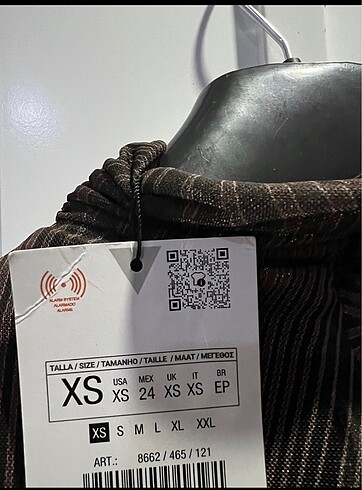 ALARM SYSTEM
ALARMADO
ALARME
TALLA / SIZE / TAMANHO / TAILLE / MAAT / ΜΕΓΕΘΟΣ
XS
USA MEX UK IT BR
XS 24 XS XS EP
XS S M L XL XXL
ART.: 8662 / 465 / 121